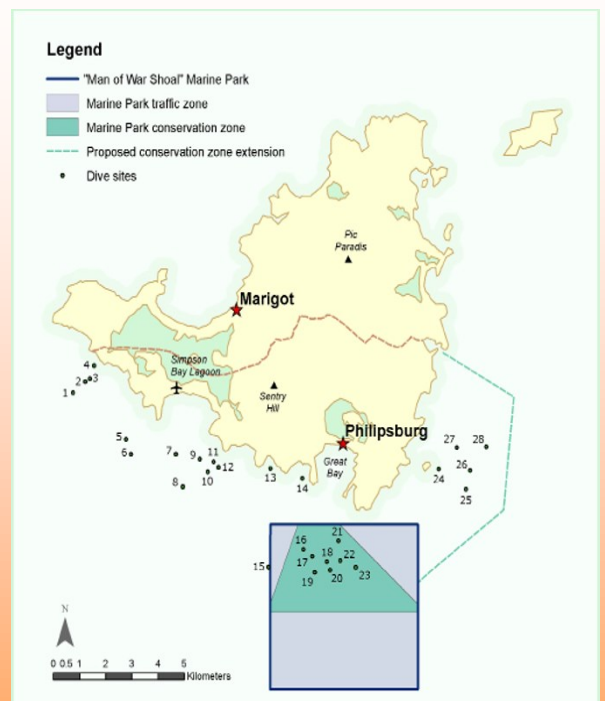 Legend
"Man of War Shoal" Marine Park
Marine Park traffic zone
Marine Park conservation zone
Proposed conservation zone extension
Dive sites
Pic
Paradis
Marigot
Simpson
Bay Lagoon
Sentry
Hill
Philipsburg
Great
Bay
4
3
2
1
5
6
7
8
9
10
11
12
13
14
27
28
24
26
25
21
16
15
17
18
22
19
20
23
N
0 0.5 1 2 3 4 5
Kilometers